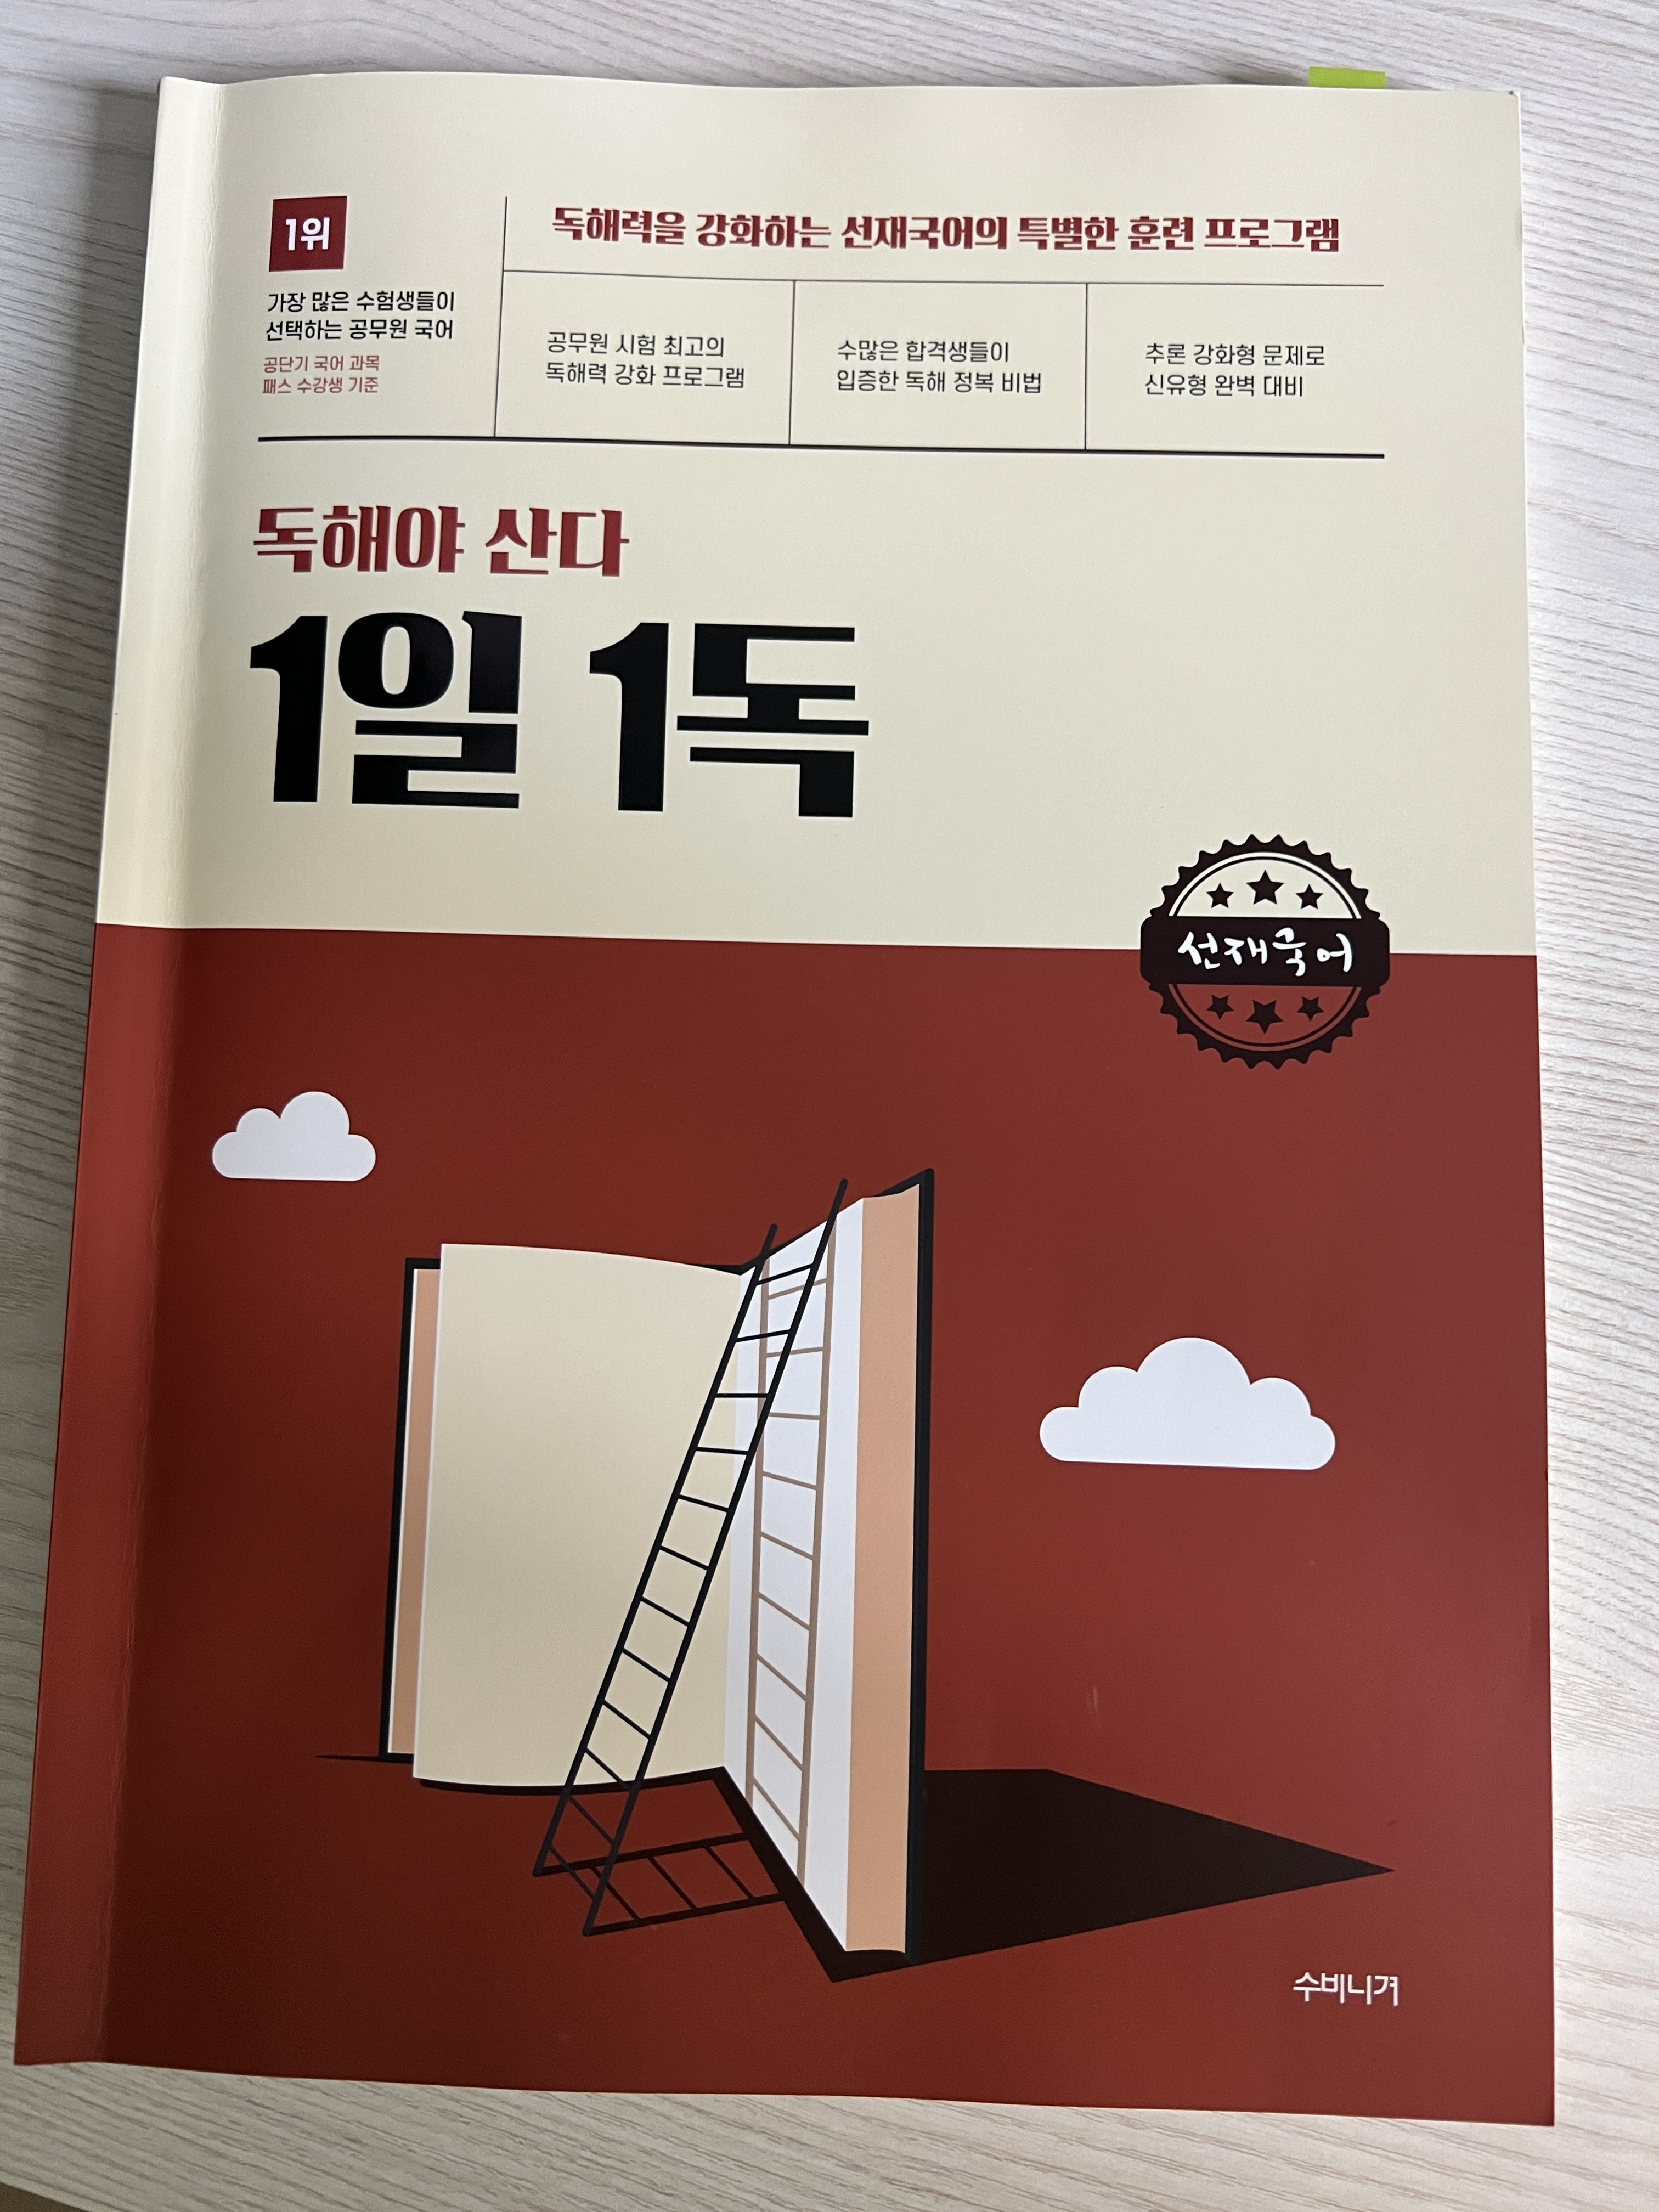 1위
가장 많은 수험생들이
선택하는 공무원 국어
공단기 국어 과목
패스 수강생 기준
독해력을 강화하는 선재국어의 특별한 훈련 프로그램
공무원 시험 최고의
독해력 강화 프로그램
수많은 합격생들이
입증한 독해 정복 비법
추론 강화형 문제로
신유형 완벽 대비
독해야 산다
1일 1독
선재국어
수비니겨